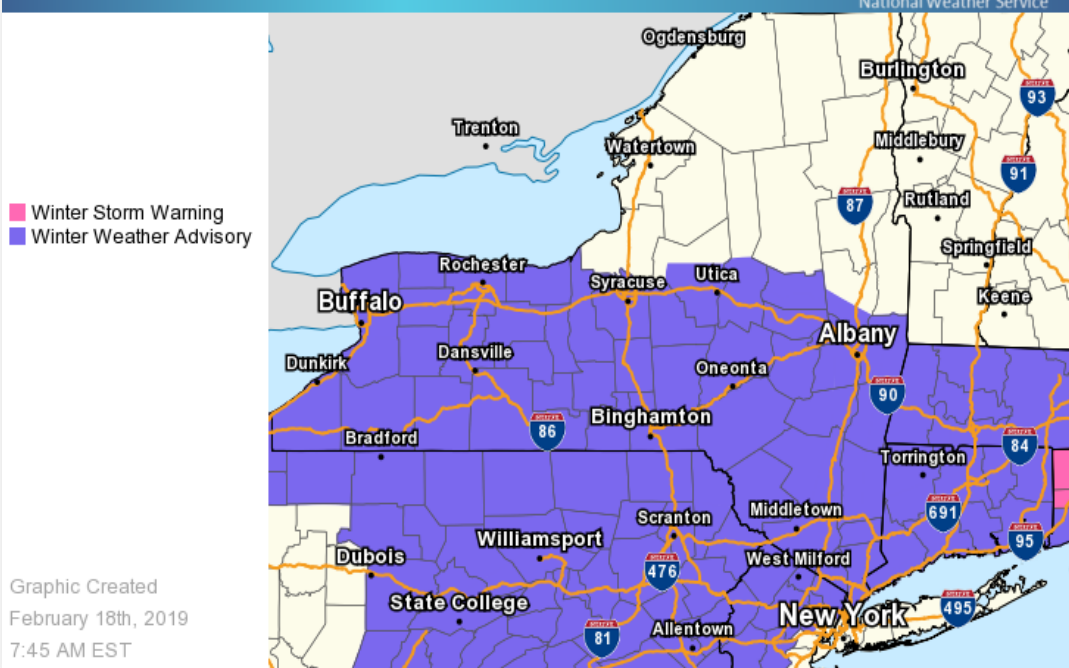 National Weather Service
Ogdensburg
Burlington
93
Trenton
Watertown
Middlebury
91
87
Rutland
Winter Storm Warning
Winter Weather Advisory
Springfield
Rochester
Syracuse
Utica
Buffalo
Keene
Albany
Dunkirk
Dansville
Oneonta
90
Binghamton
86
Bradford
84
Torrington
Middletown
691
Scranton
Williamsport
95
Dubois
West Milford
476
Graphic Created
State College
New York
495
February 18th, 2019
Allentown
81
7:45 AM EST